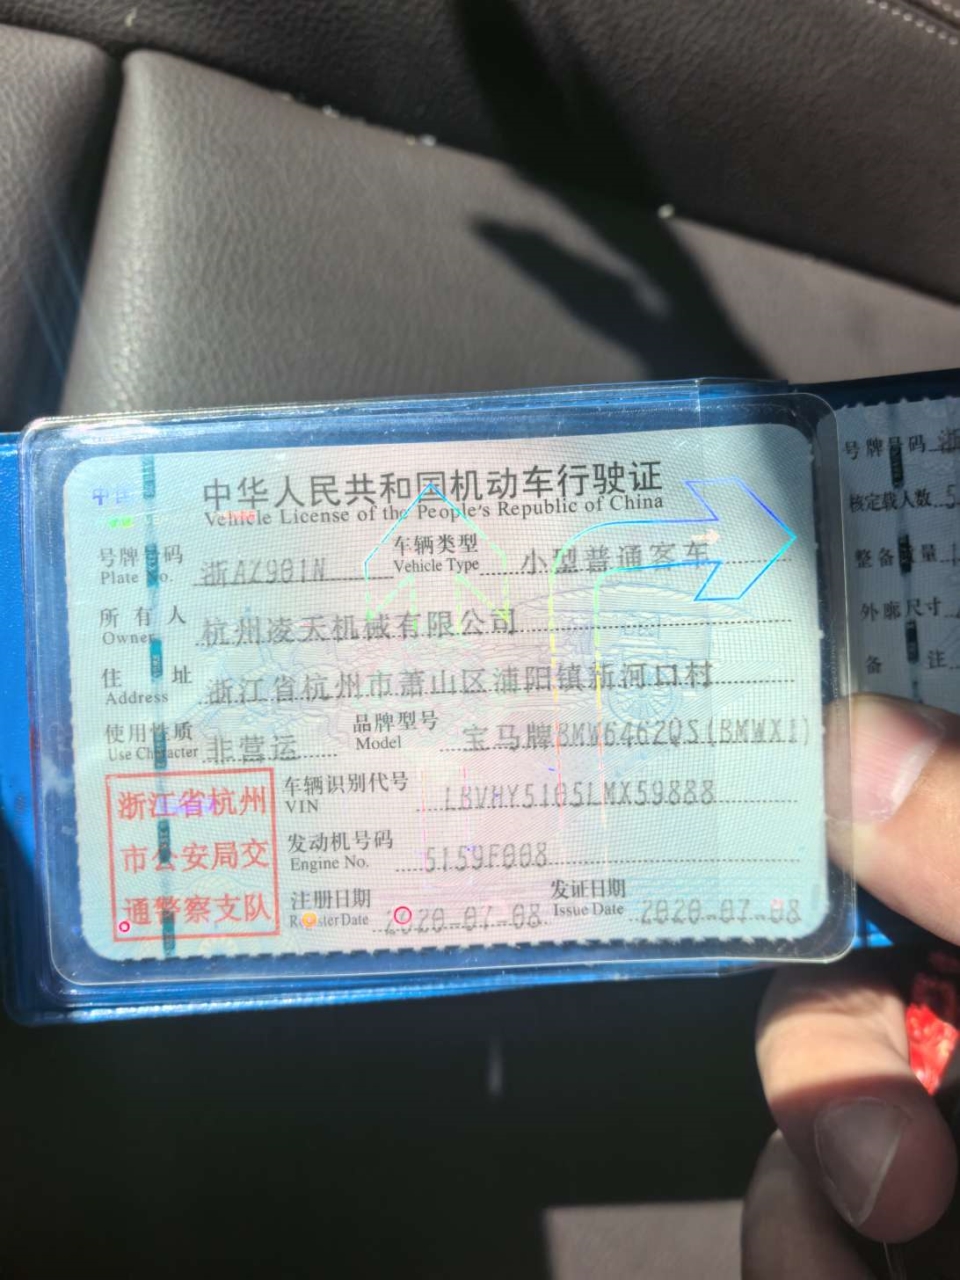 中华人民共和国机动车行驶证
Vehicle License of the People's Republic of China
号牌号码 浙AZ901N 车辆类型 小型普通客车
Plate No. Vehicle Type
所有人 杭州凌天机械有限公司
Owner
住址 浙江省杭州市萧山区浦阳镇新河口村
Address
使用性质 非营运 品牌型号 宝马牌BMW6462QS(BMWX1)
Use Character Model
浙江省杭州
市公安局交
通警察支队
车辆识别代号 LBVHY5105LMX59888
VIN
发动机号码 5159F008
Engine No.
注册日期 2020-07-08 发证日期 2020-07-08
Register Date Issue Date
号牌号码 浙
核定载人数 5
整备质量
外廓尺寸
备注